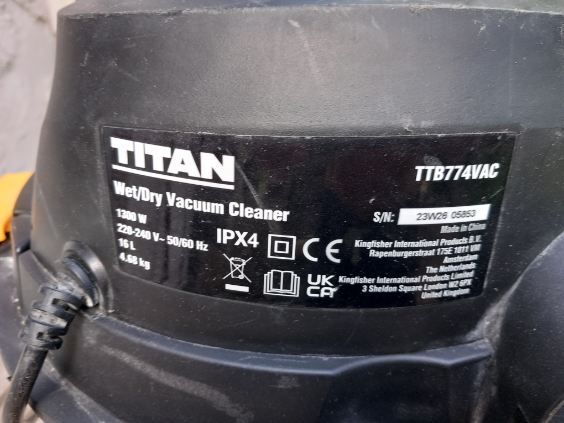 TITAN
TTB774VAC
Wet/Dry Vacuum Cleaner
1300 W
220-240 V~ 50/60 Hz
16 L
4.68 kg
IPX4
CE
UK
CA
S/N: 23W26 05853
Made in China
Kingfisher International Products B.V.
Rapenburgerstraat 175E 1011 VM
Amsterdam
The Netherlands
Kingfisher International Products Limited
3 Sheldon Square London W2 6PX
United Kingdom